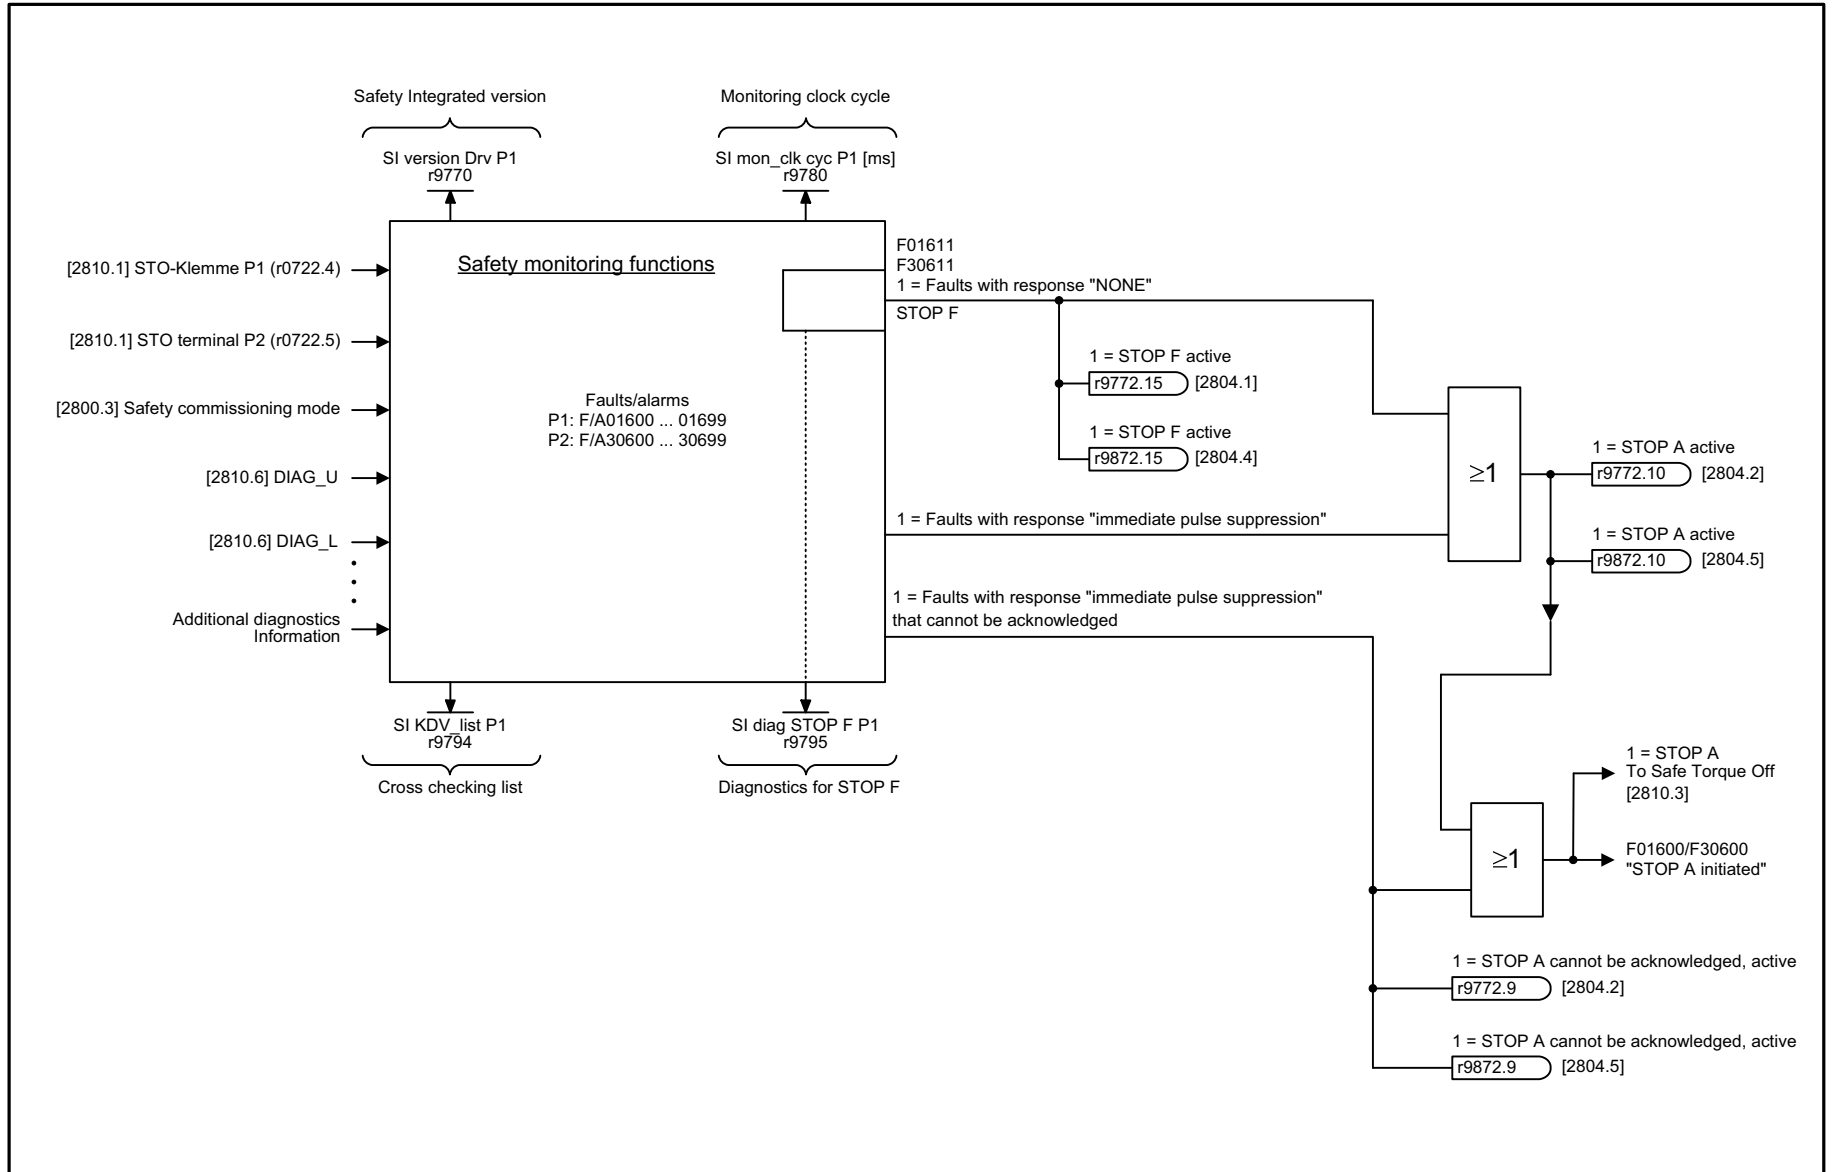 Safety Integrated version
Monitoring clock cycle
SI version Drv P1
r9770
SI mon_clk cyc P1 [ms]
r9780
[2810.1] STO-Klemme P1 (r0722.4)
[2810.1] STO terminal P2 (r0722.5)
[2800.3] Safety commissioning mode
[2810.6] DIAG_U
[2810.6] DIAG_L
Additional diagnostics
Information
Safety monitoring functions
Faults/alarms
P1: F/A01600 ... 01699
P2: F/A30600 ... 30699
F01611
F30611
1 = Faults with response "NONE"
STOP F
1 = STOP F active
r9772.15 [2804.1]
1 = STOP F active
r9872.15 [2804.4]
1 = Faults with response "immediate pulse suppression"
1 = Faults with response "immediate pulse suppression"
that cannot be acknowledged
≥1
1 = STOP A active
r9772.10 [2804.2]
1 = STOP A active
r9872.10 [2804.5]
SI KDV_list P1
r9794
Cross checking list
SI diag STOP F P1
r9795
Diagnostics for STOP F
≥1
1 = STOP A
To Safe Torque Off
[2810.3]
F01600/F30600
"STOP A initiated"
1 = STOP A cannot be acknowledged, active
r9772.9 [2804.2]
1 = STOP A cannot be acknowledged, active
r9872.9 [2804.5]